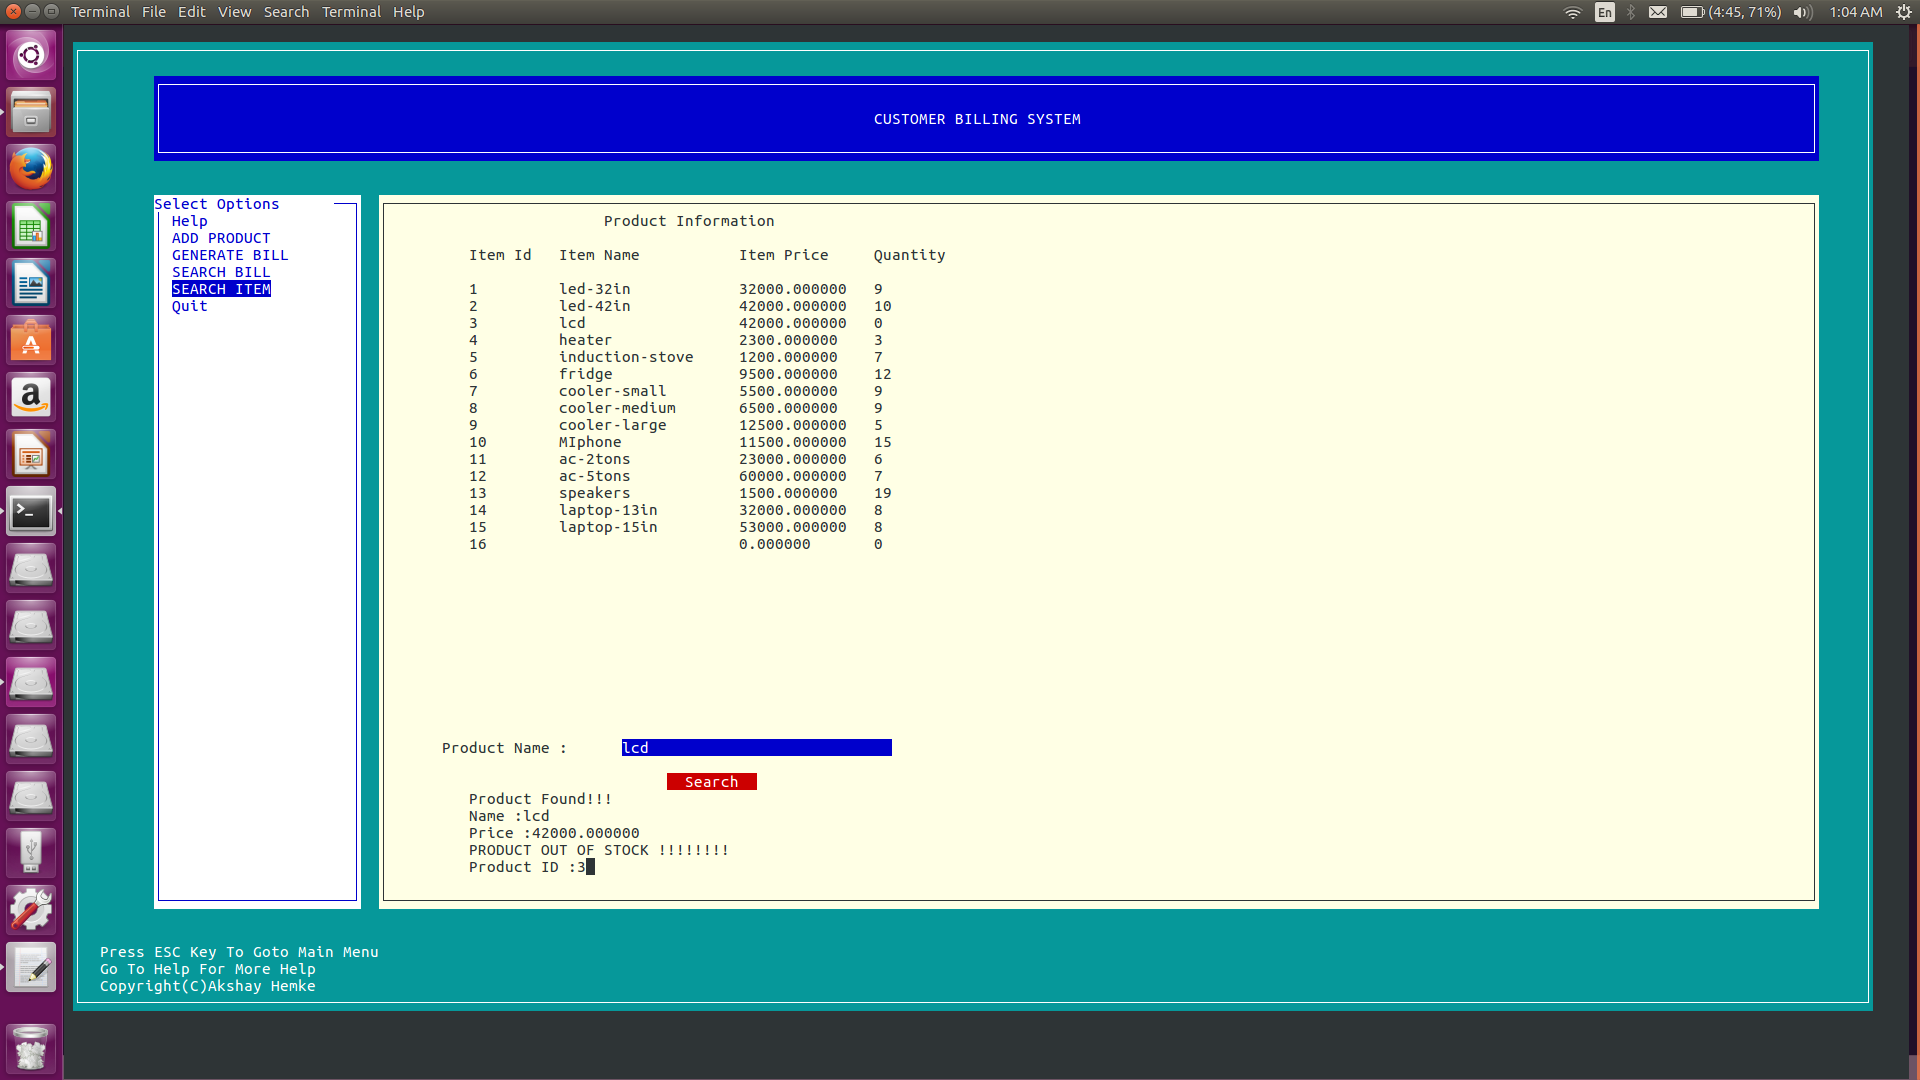 Terminal File Edit View Search Terminal Help En (4:45, 71%) 1:04 AM
CUSTOMER BILLING SYSTEM
Select Options
Help
ADD PRODUCT
GENERATE BILL
SEARCH BILL
SEARCH ITEM
Quit
Product Information
Item Id Item Name Item Price Quantity
1 led-32in 32000.000000 9
2 led-42in 42000.000000 10
3 lcd 42000.000000 0
4 heater 2300.000000 3
5 induction-stove 1200.000000 7
6 fridge 9500.000000 12
7 cooler-small 5500.000000 9
8 cooler-medium 6500.000000 9
9 cooler-large 12500.000000 5
10 MIphone 11500.000000 15
11 ac-2tons 23000.000000 6
12 ac-5tons 60000.000000 7
13 speakers 1500.000000 19
14 laptop-13in 32000.000000 8
15 laptop-15in 53000.000000 8
16 0.000000 0
Product Name : lcd
Search
Product Found!!!
Name :lcd
Price :42000.000000
PRODUCT OUT OF STOCK !!!!!!!!
Product ID :3
Press ESC Key To Goto Main Menu
Go To Help For More Help
Copyright(C)Akshay Hemke